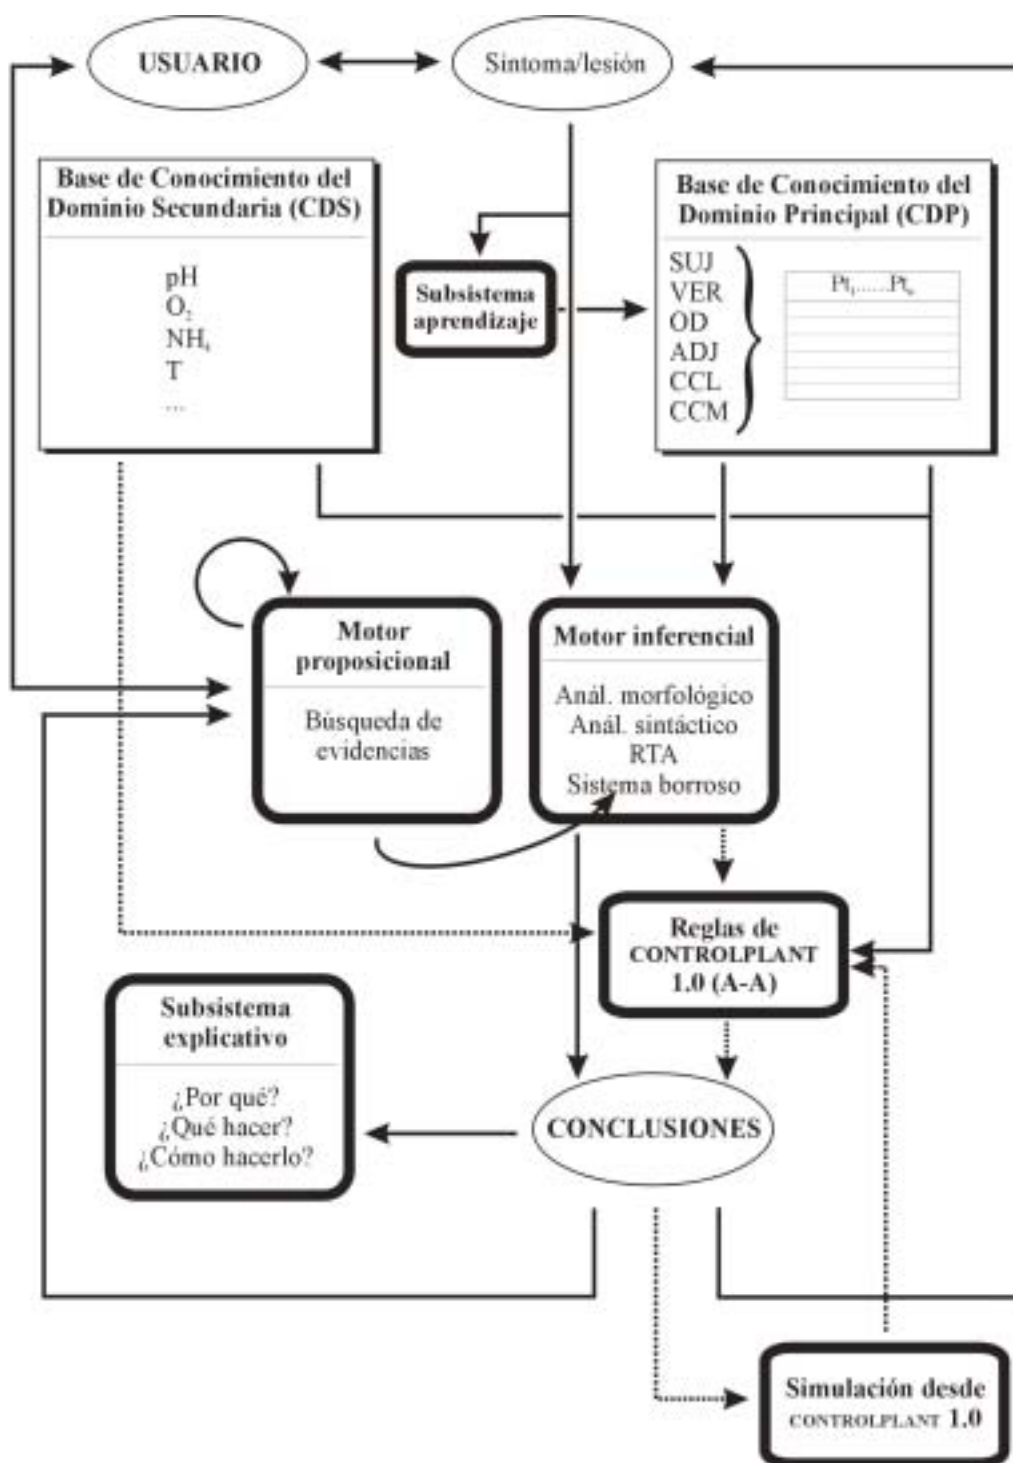 USUARIO
Síntoma/lesión
Base de Conocimiento del
Dominio Secundaria (CDS)
pH
O₂
NH₄
T
...
Subsistema
aprendizaje
Base de Conocimiento del
Dominio Principal (CDP)
SUJ
VER
OD
ADJ
CCL
CCM
Pt₁......Ptₙ
Motor
proposicional
Búsqueda de
evidencias
Motor inferencial
Anál. morfológico
Anál. sintáctico
RTA
Sistema borroso
Reglas de
CONTROLPLANT
1.0 (A-A)
Subsistema
explicativo
¿Por qué?
¿Qué hacer?
¿Cómo hacerlo?
CONCLUSIONES
Simulación desde
CONTROLPLANT 1.0